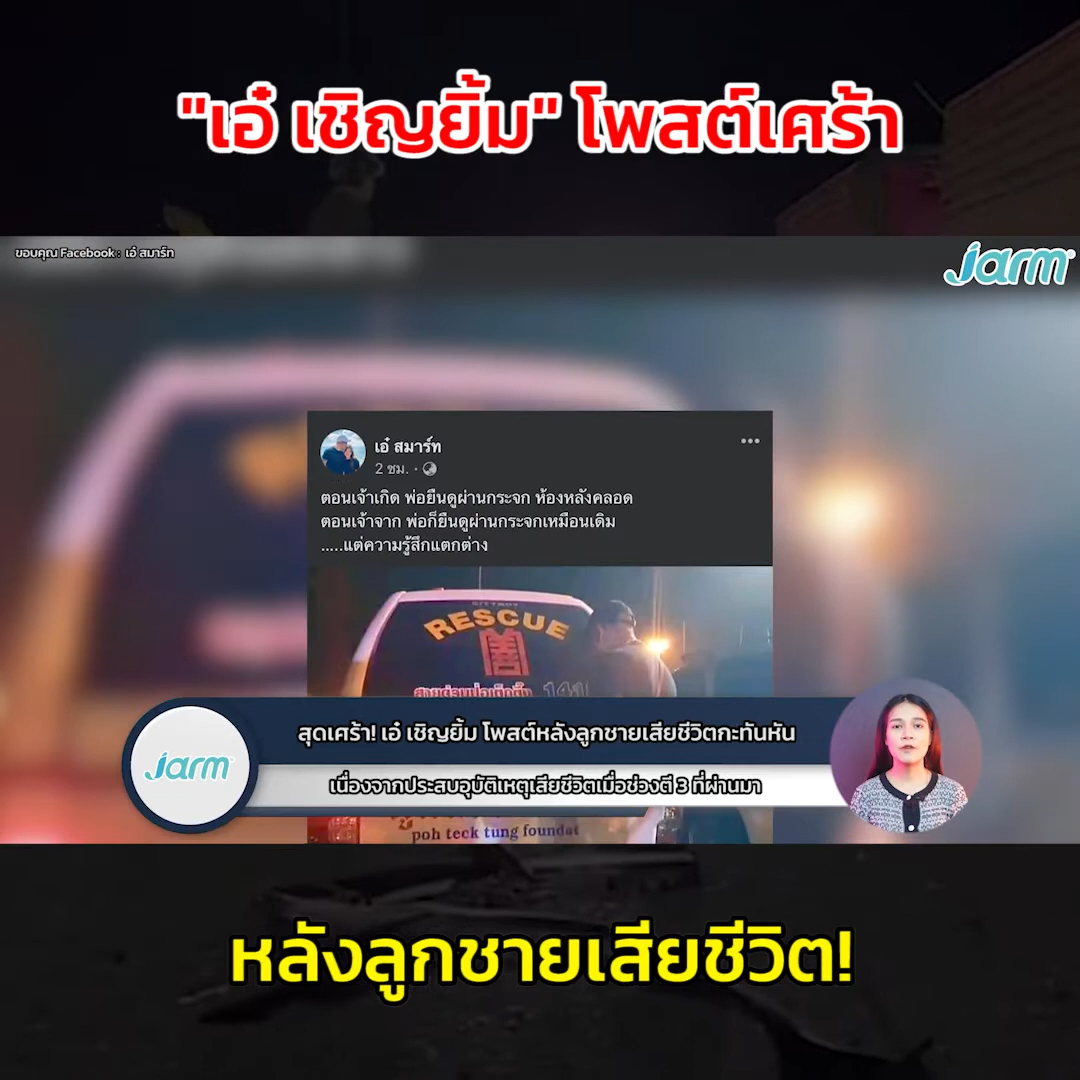 "เอ๋ เชิญยิ้ม" โพสต์เศร้า
ขอบคุณ Facebook : เอ๋ สมาร์ท
jarm
เอ๋ สมาร์ท
2 ชม. ·
ตอนเจ้าเกิด พ่อยืนดูผ่านกระจก ห้องหลังคลอด
ตอนเจ้าจาก พ่อก็ยืนดูผ่านกระจกเหมือนเดิม
.....แต่ความรู้สึกแตกต่าง
RESCUE
善
สุดเศร้า! เอ๋ เชิญยิ้ม โพสต์หลังลูกชายเสียชีวิตกะทันหัน
jarm
เนื่องจากประสบอุบัติเหตุเสียชีวิตเมื่อช่วงตี 3 ที่ผ่านมา
poh teck tung foundat
หลังลูกชายเสียชีวิต!